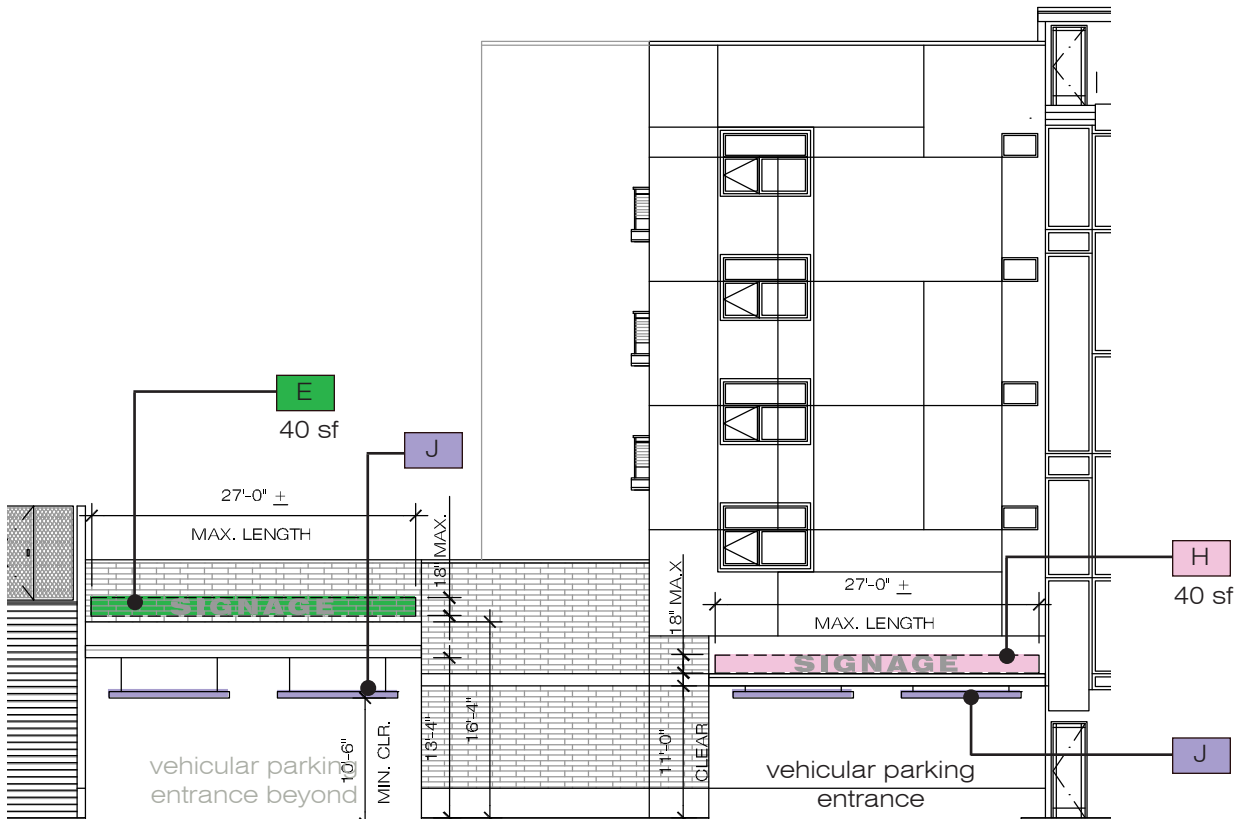 E
40 sf
J
27'-0" ±
MAX. LENGTH
18" MAX.
SIGNAGE
H
40 sf
18" MA.X
27'-0" ±
MAX. LENGTH
SIGNAGE
13'-4"
16'-4"
10'-6"
MIN. CLR.
vehicular parking
entrance beyond
11'-0"
CLEAR
vehicular parking
entrance
J